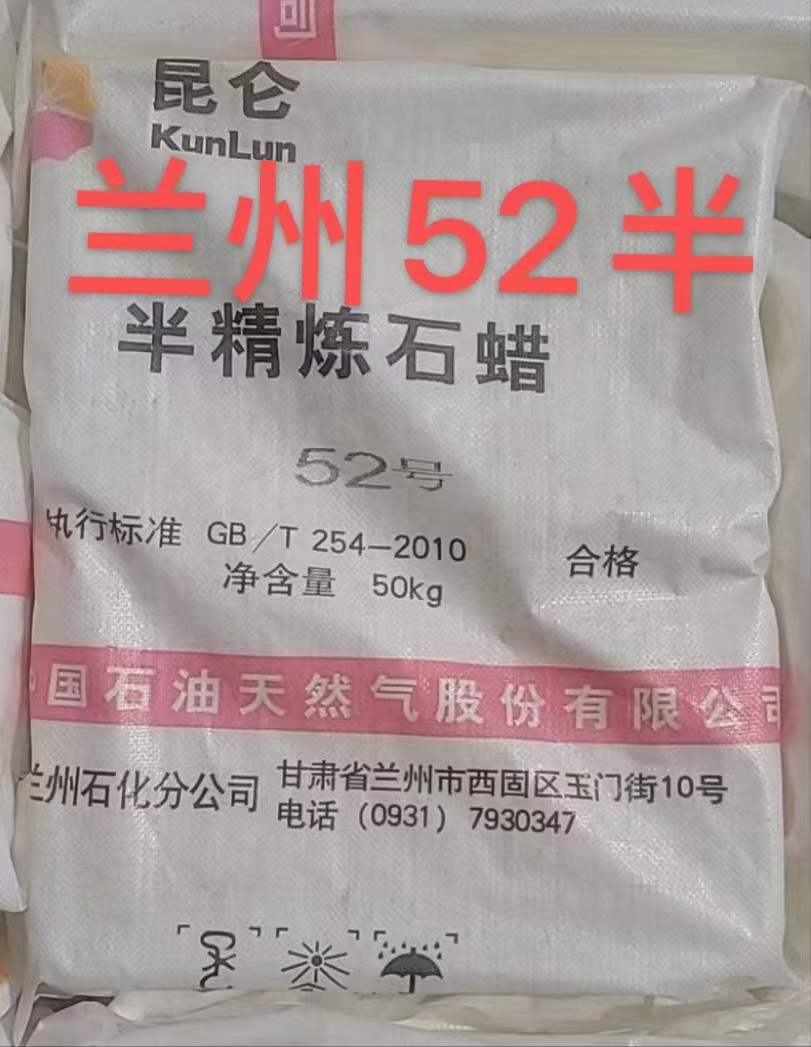 司
昆仑
KunLun
兰州52半
半精炼石蜡
52号
执行标准 GB/T 254-2010
合格
净含量 50kg
国石油天然气股份有限公司
兰州石化分公司
甘肃省兰州市西固区玉门街10号
电话（0931）7930347